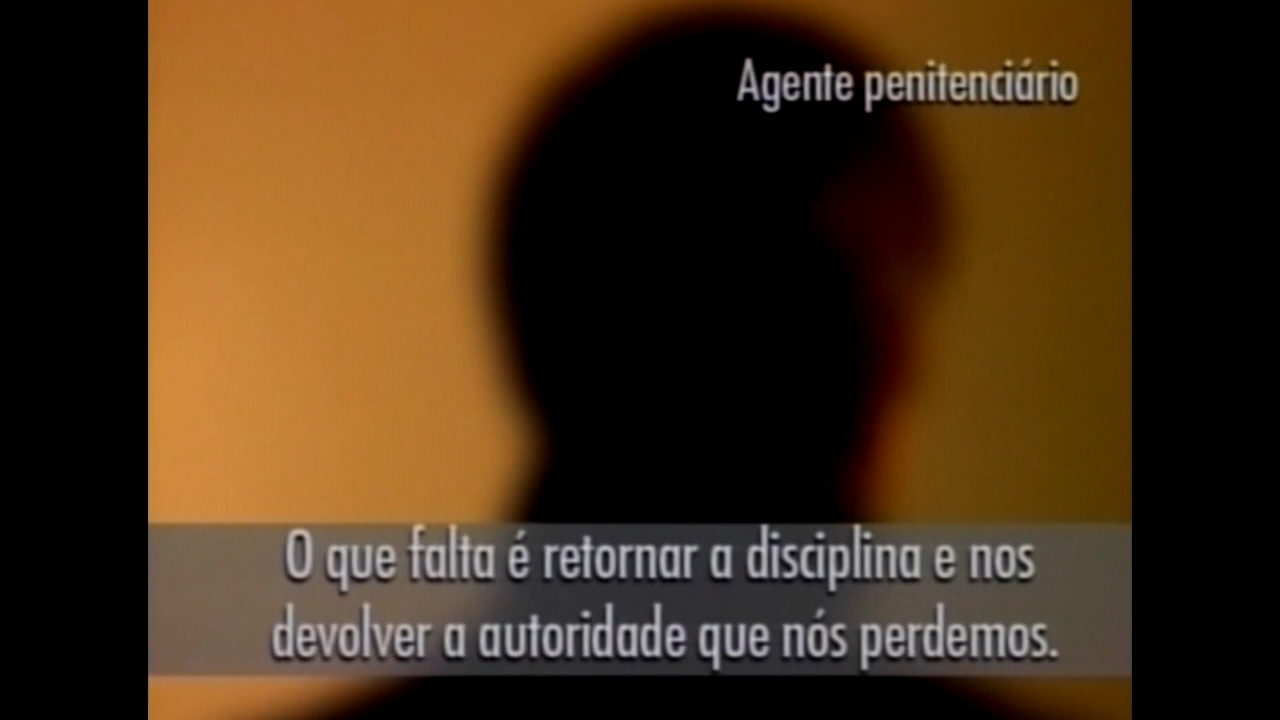 Agente penitenciário
O que falta é retornar a disciplina e nos
devolver a autoridade que nós perdemos.